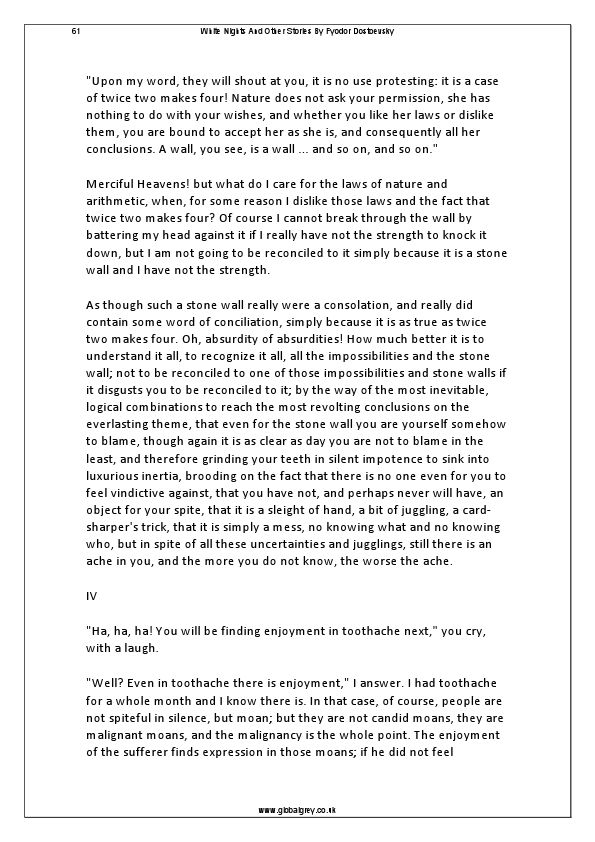 61 White Nights And Other Stories By Fyodor Dostoevsky
"Upon my word, they will shout at you, it is no use protesting: it is a case
of twice two makes four! Nature does not ask your permission, she has
nothing to do with your wishes, and whether you like her laws or dislike
them, you are bound to accept her as she is, and consequently all her
conclusions. A wall, you see, is a wall ... and so on, and so on."
Merciful Heavens! but what do I care for the laws of nature and
arithmetic, when, for some reason I dislike those laws and the fact that
twice two makes four? Of course I cannot break through the wall by
battering my head against it if I really have not the strength to knock it
down, but I am not going to be reconciled to it simply because it is a stone
wall and I have not the strength.
As though such a stone wall really were a consolation, and really did
contain some word of conciliation, simply because it is as true as twice
two makes four. Oh, absurdity of absurdities! How much better it is to
understand it all, to recognize it all, all the impossibilities and the stone
wall; not to be reconciled to one of those impossibilities and stone walls if
it disgusts you to be reconciled to it; by the way of the most inevitable,
logical combinations to reach the most revolting conclusions on the
everlasting theme, that even for the stone wall you are yourself somehow
to blame, though again it is as clear as day you are not to blame in the
least, and therefore grinding your teeth in silent impotence to sink into
luxurious inertia, brooding on the fact that there is no one even for you to
feel vindictive against, that you have not, and perhaps never will have, an
object for your spite, that it is a sleight of hand, a bit of juggling, a card-
sharper's trick, that it is simply a mess, no knowing what and no knowing
who, but in spite of all these uncertainties and jugglings, still there is an
ache in you, and the more you do not know, the worse the ache.
IV
"Ha, ha, ha! You will be finding enjoyment in toothache next," you cry,
with a laugh.
"Well? Even in toothache there is enjoyment," I answer. I had toothache
for a whole month and I know there is. In that case, of course, people are
not spiteful in silence, but moan; but they are not candid moans, they are
malignant moans, and the malignancy is the whole point. The enjoyment
of the sufferer finds expression in those moans; if he did not feel
www.globalgrey.co.uk